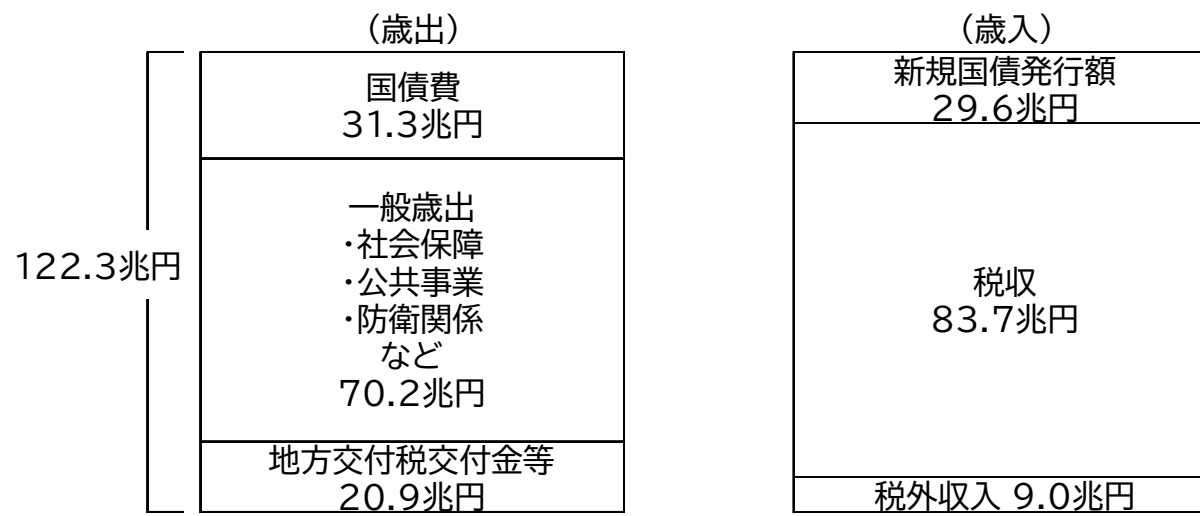 （歳出）
国債費
31.3兆円
一般歳出
・社会保障
・公共事業
・防衛関係
など
70.2兆円
地方交付税交付金等
20.9兆円
122.3兆円
（歳入）
新規国債発行額
29.6兆円
税収
83.7兆円
税外収入 9.0兆円